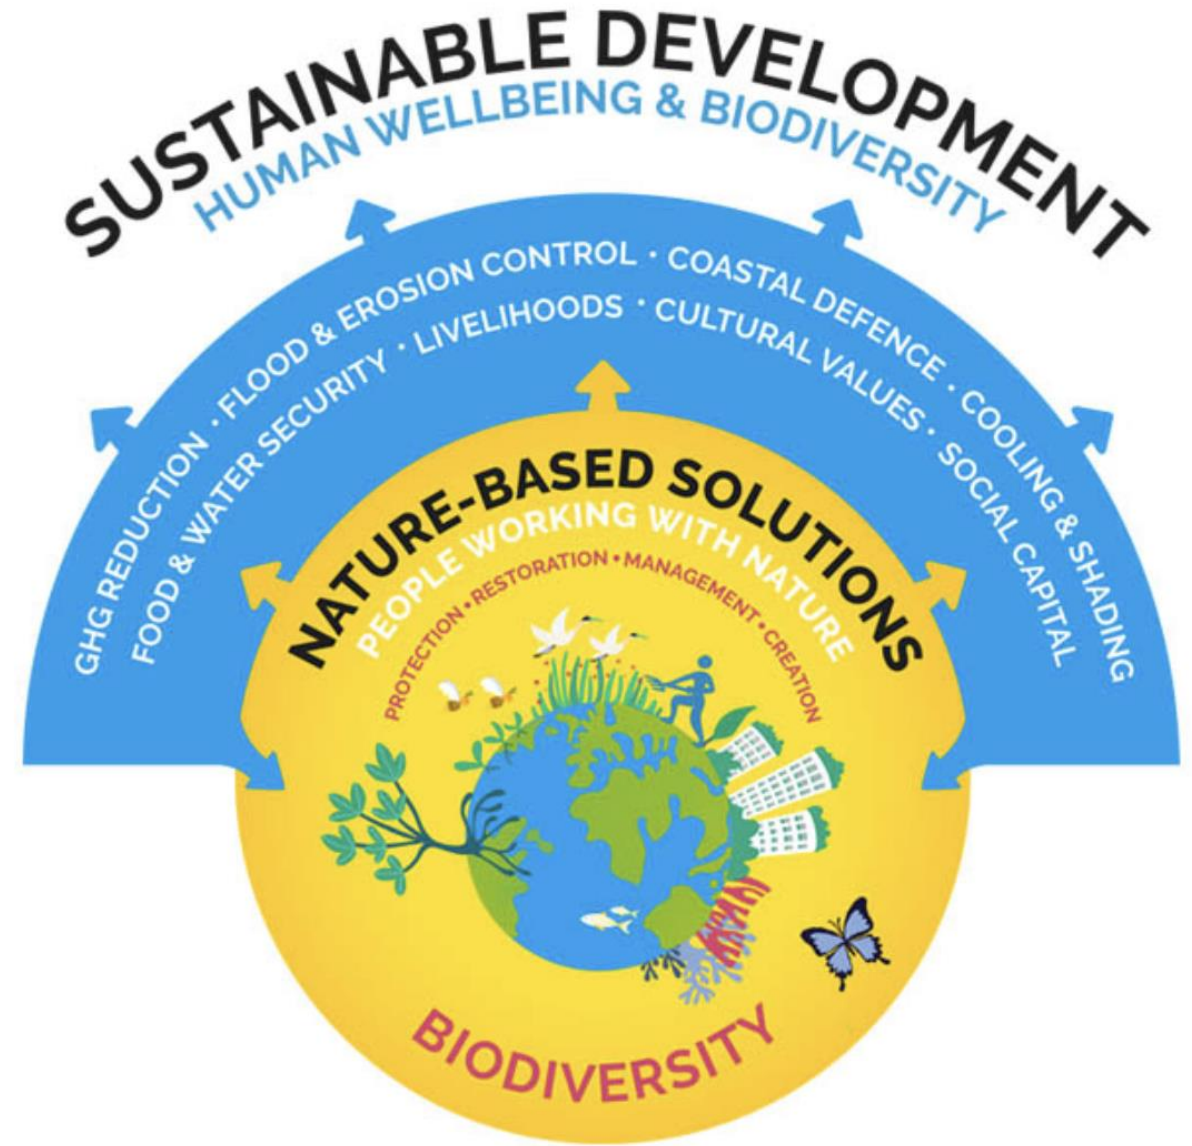 SUSTAINABLE DEVELOPMENT
HUMAN WELLBEING & BIODIVERSITY
GHG REDUCTION · FLOOD & EROSION CONTROL · COASTAL DEFENCE · COOLING & SHADING
FOOD & WATER SECURITY · LIVELIHOODS · CULTURAL VALUES · SOCIAL CAPITAL
NATURE-BASED SOLUTIONS
PEOPLE WORKING WITH NATURE
PROTECTION • RESTORATION • MANAGEMENT • CREATION
BIODIVERSITY